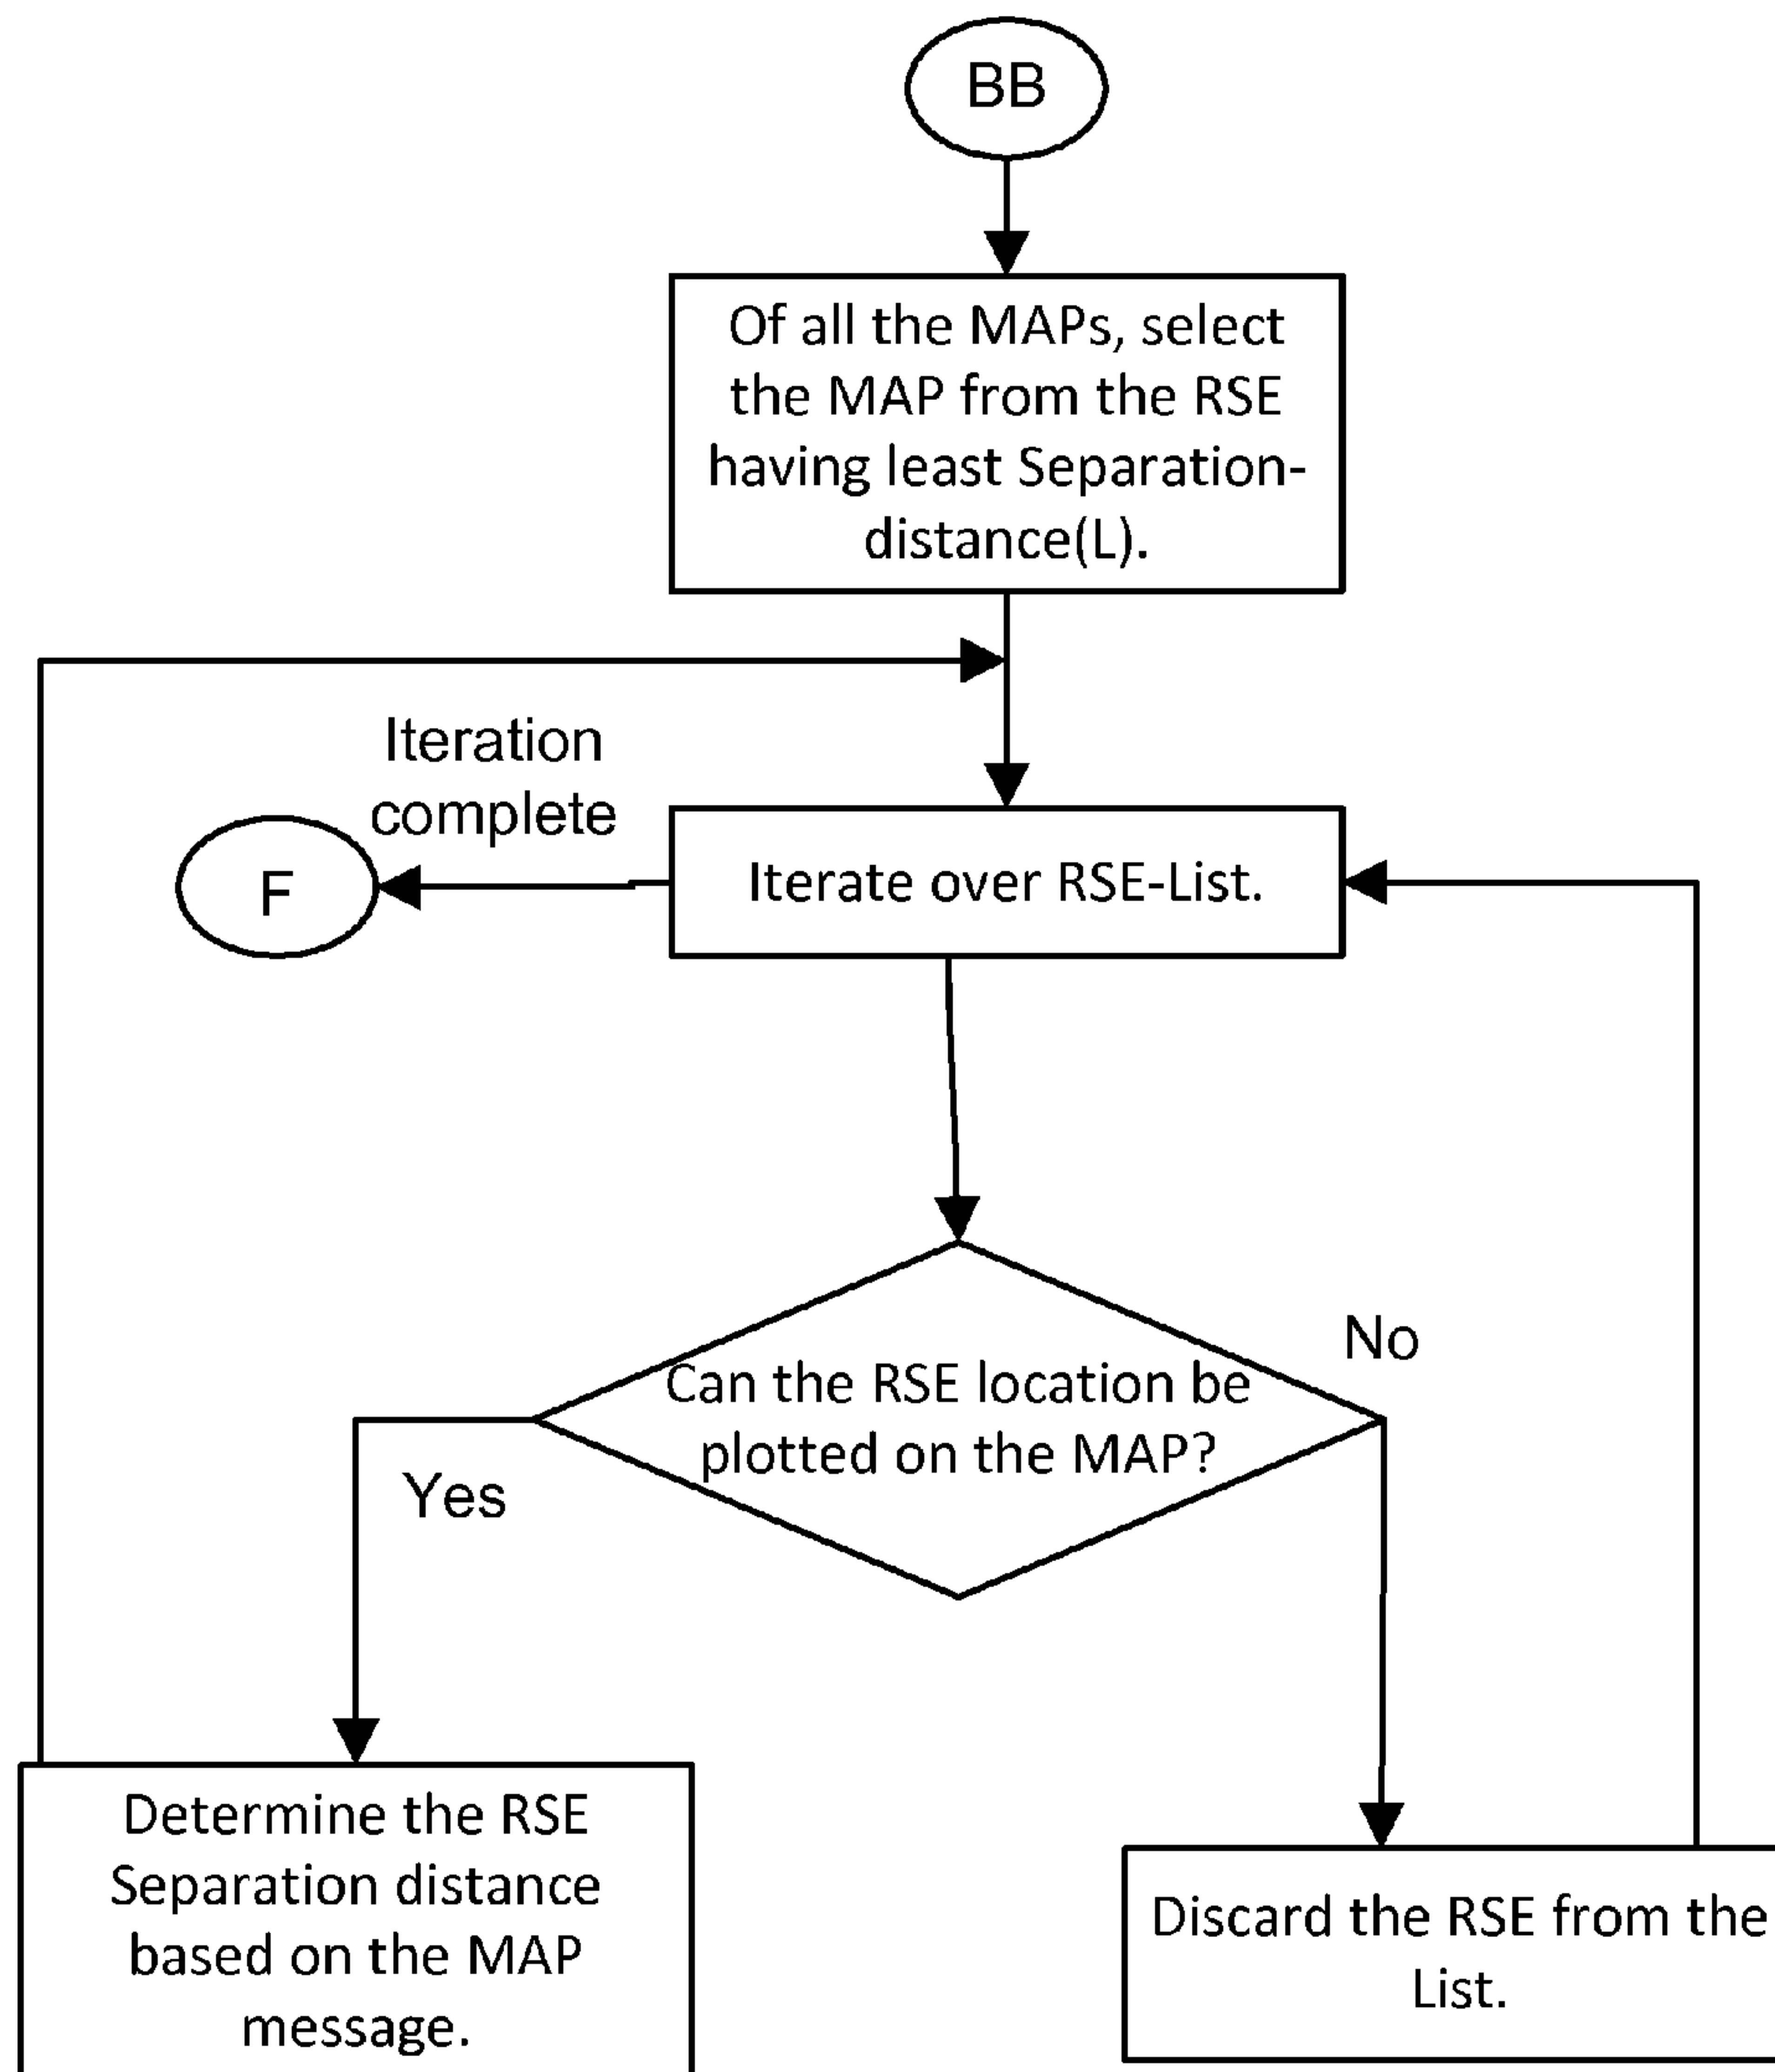 BB
Of all the MAPs, select
the MAP from the RSE
having least Separation-
distance(L).
Iteration
complete
F
Iterate over RSE-List.
No
Can the RSE location be
plotted on the MAP?
Yes
Determine the RSE
Separation distance
based on the MAP
message.
Discard the RSE from the
List.